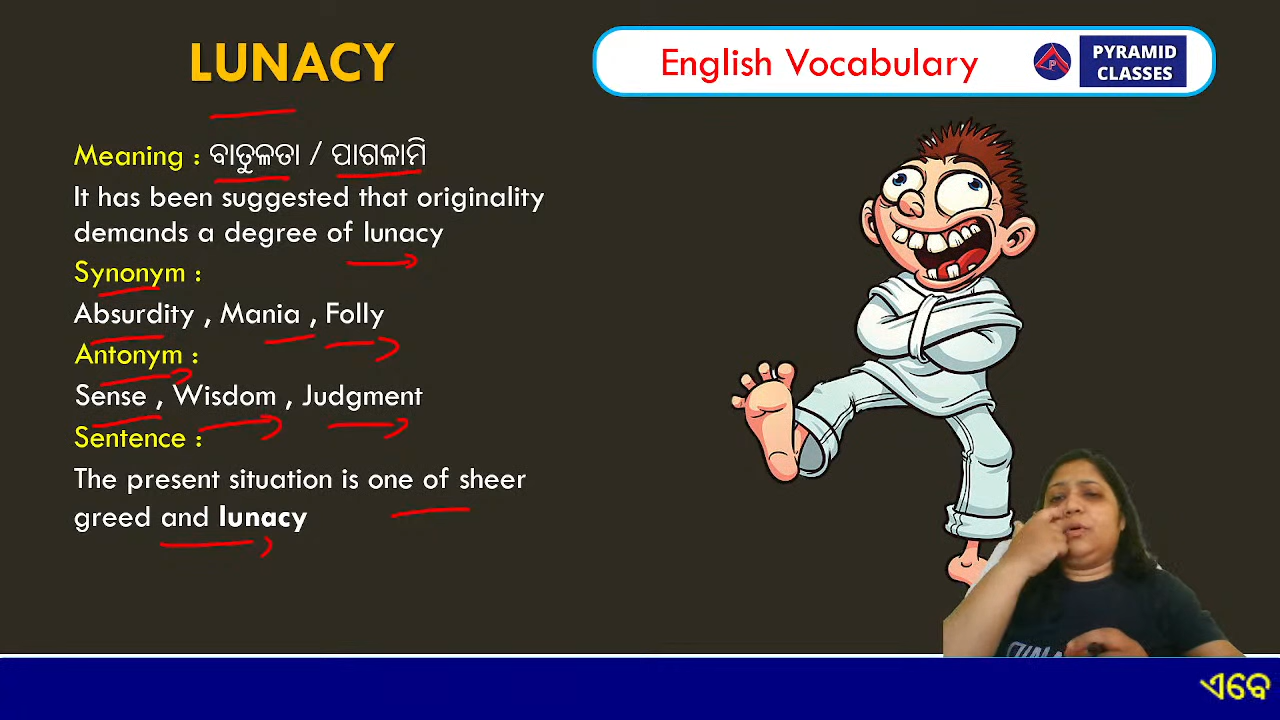 LUNACY
English Vocabulary
PYRAMID
CLASSES
Meaning : ବାତୁଳତା / ପାଗଳାମି
It has been suggested that originality
demands a degree of lunacy
Synonym :
Absurdity , Mania , Folly
Antonym :
Sense , Wisdom , Judgment
Sentence :
The present situation is one of sheer
greed and lunacy
ଏବେ